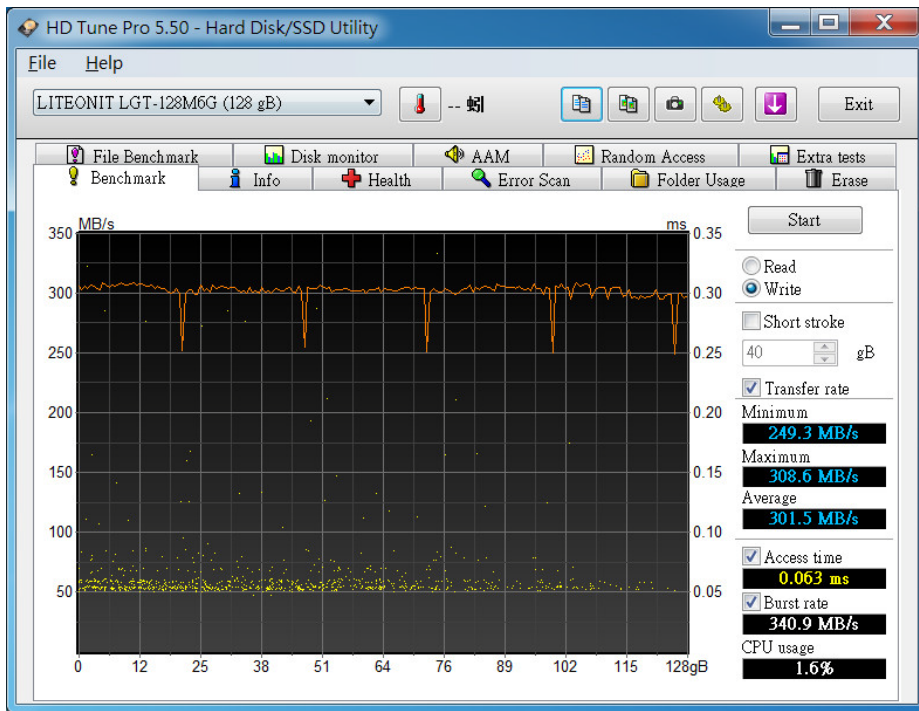 HD Tune Pro 5.50 - Hard Disk/SSD Utility
File Help
LITEONIT LGT-128M6G (128 gB)
-- 蚓
Exit
File Benchmark Disk monitor AAM Random Access Extra tests
Benchmark Info Health Error Scan Folder Usage Erase
Start
Read
Write
Short stroke
40 gB
Transfer rate
Minimum
249.3 MB/s
Maximum
308.6 MB/s
Average
301.5 MB/s
Access time
0.063 ms
Burst rate
340.9 MB/s
CPU usage
1.6%
MB/s ms
350 0.35
300 0.30
250 0.25
200 0.20
150 0.15
100 0.10
50 0.05
0 12 25 38 51 64 76 89 102 115 128gB